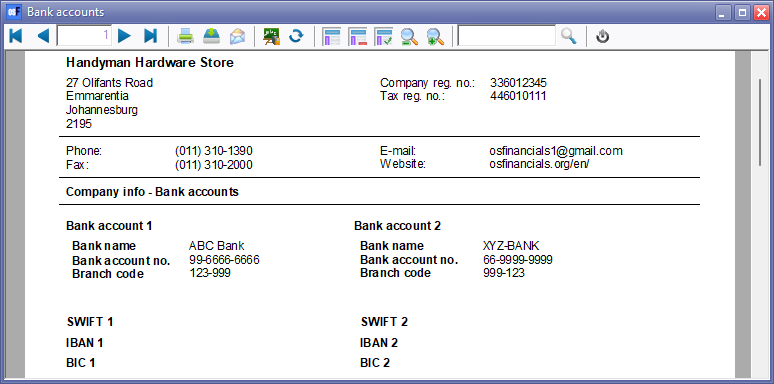 Bank accounts
1
Handyman Hardware Store
27 Olifants Road Company reg. no.: 336012345
Emmarentia Tax reg. no.: 446010111
Johannesburg
2195
Phone: (011) 310-1390 E-mail: osfinancials1@gmail.com
Fax: (011) 310-2000 Website: osfinancials.org/en/
Company info - Bank accounts
Bank account 1 Bank account 2
Bank name ABC Bank Bank name XYZ-BANK
Bank account no. 99-6666-6666 Bank account no. 66-9999-9999
Branch code 123-999 Branch code 999-123
SWIFT 1 SWIFT 2
IBAN 1 IBAN 2
BIC 1 BIC 2